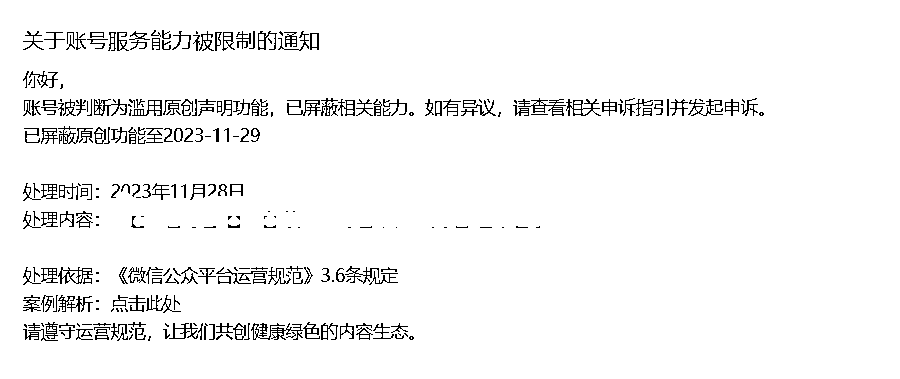 关于账号服务能力被限制的通知
你好，
账号被判断为滥用原创声明功能，已屏蔽相关能力。如有异议，请查看相关申诉指引并发起申诉。
已屏蔽原创功能至2023-11-29
处理时间：2023年11月28日
处理内容：
处理依据：《微信公众平台运营规范》3.6条规定
案例解析：点击此处
请遵守运营规范，让我们共创健康绿色的内容生态。